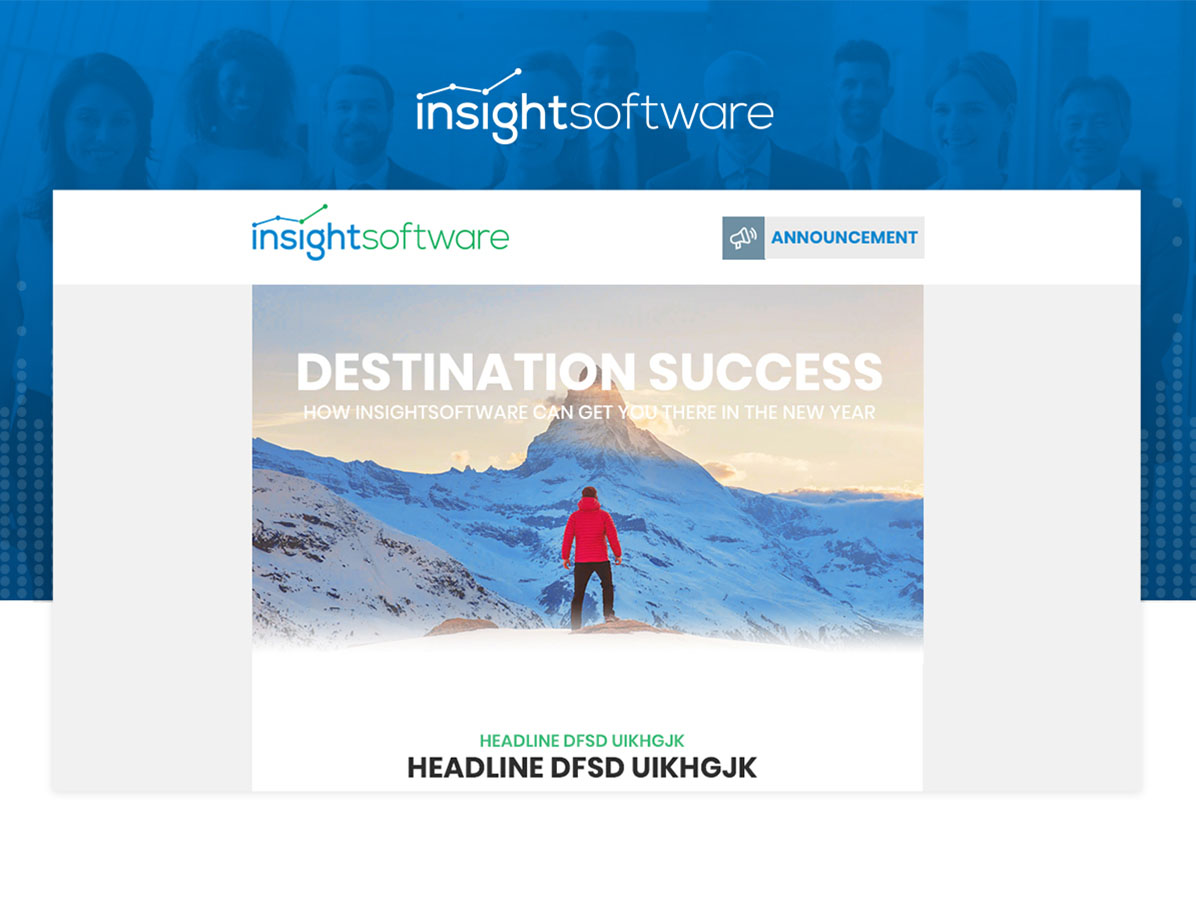 insightsoftware
insightsoftware
ANNOUNCEMENT
DESTINATION SUCCESS
HOW INSIGHTSOFTWARE CAN GET YOU THERE IN THE NEW YEAR
HEADLINE DFSD UIKHGJK
HEADLINE DFSD UIKHGJK